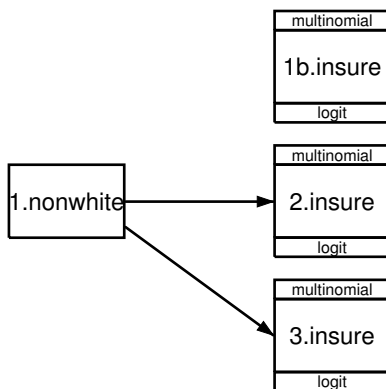 multinomial
1b.insure
logit
multinomial
1.nonwhite
2.insure
logit
multinomial
3.insure
logit